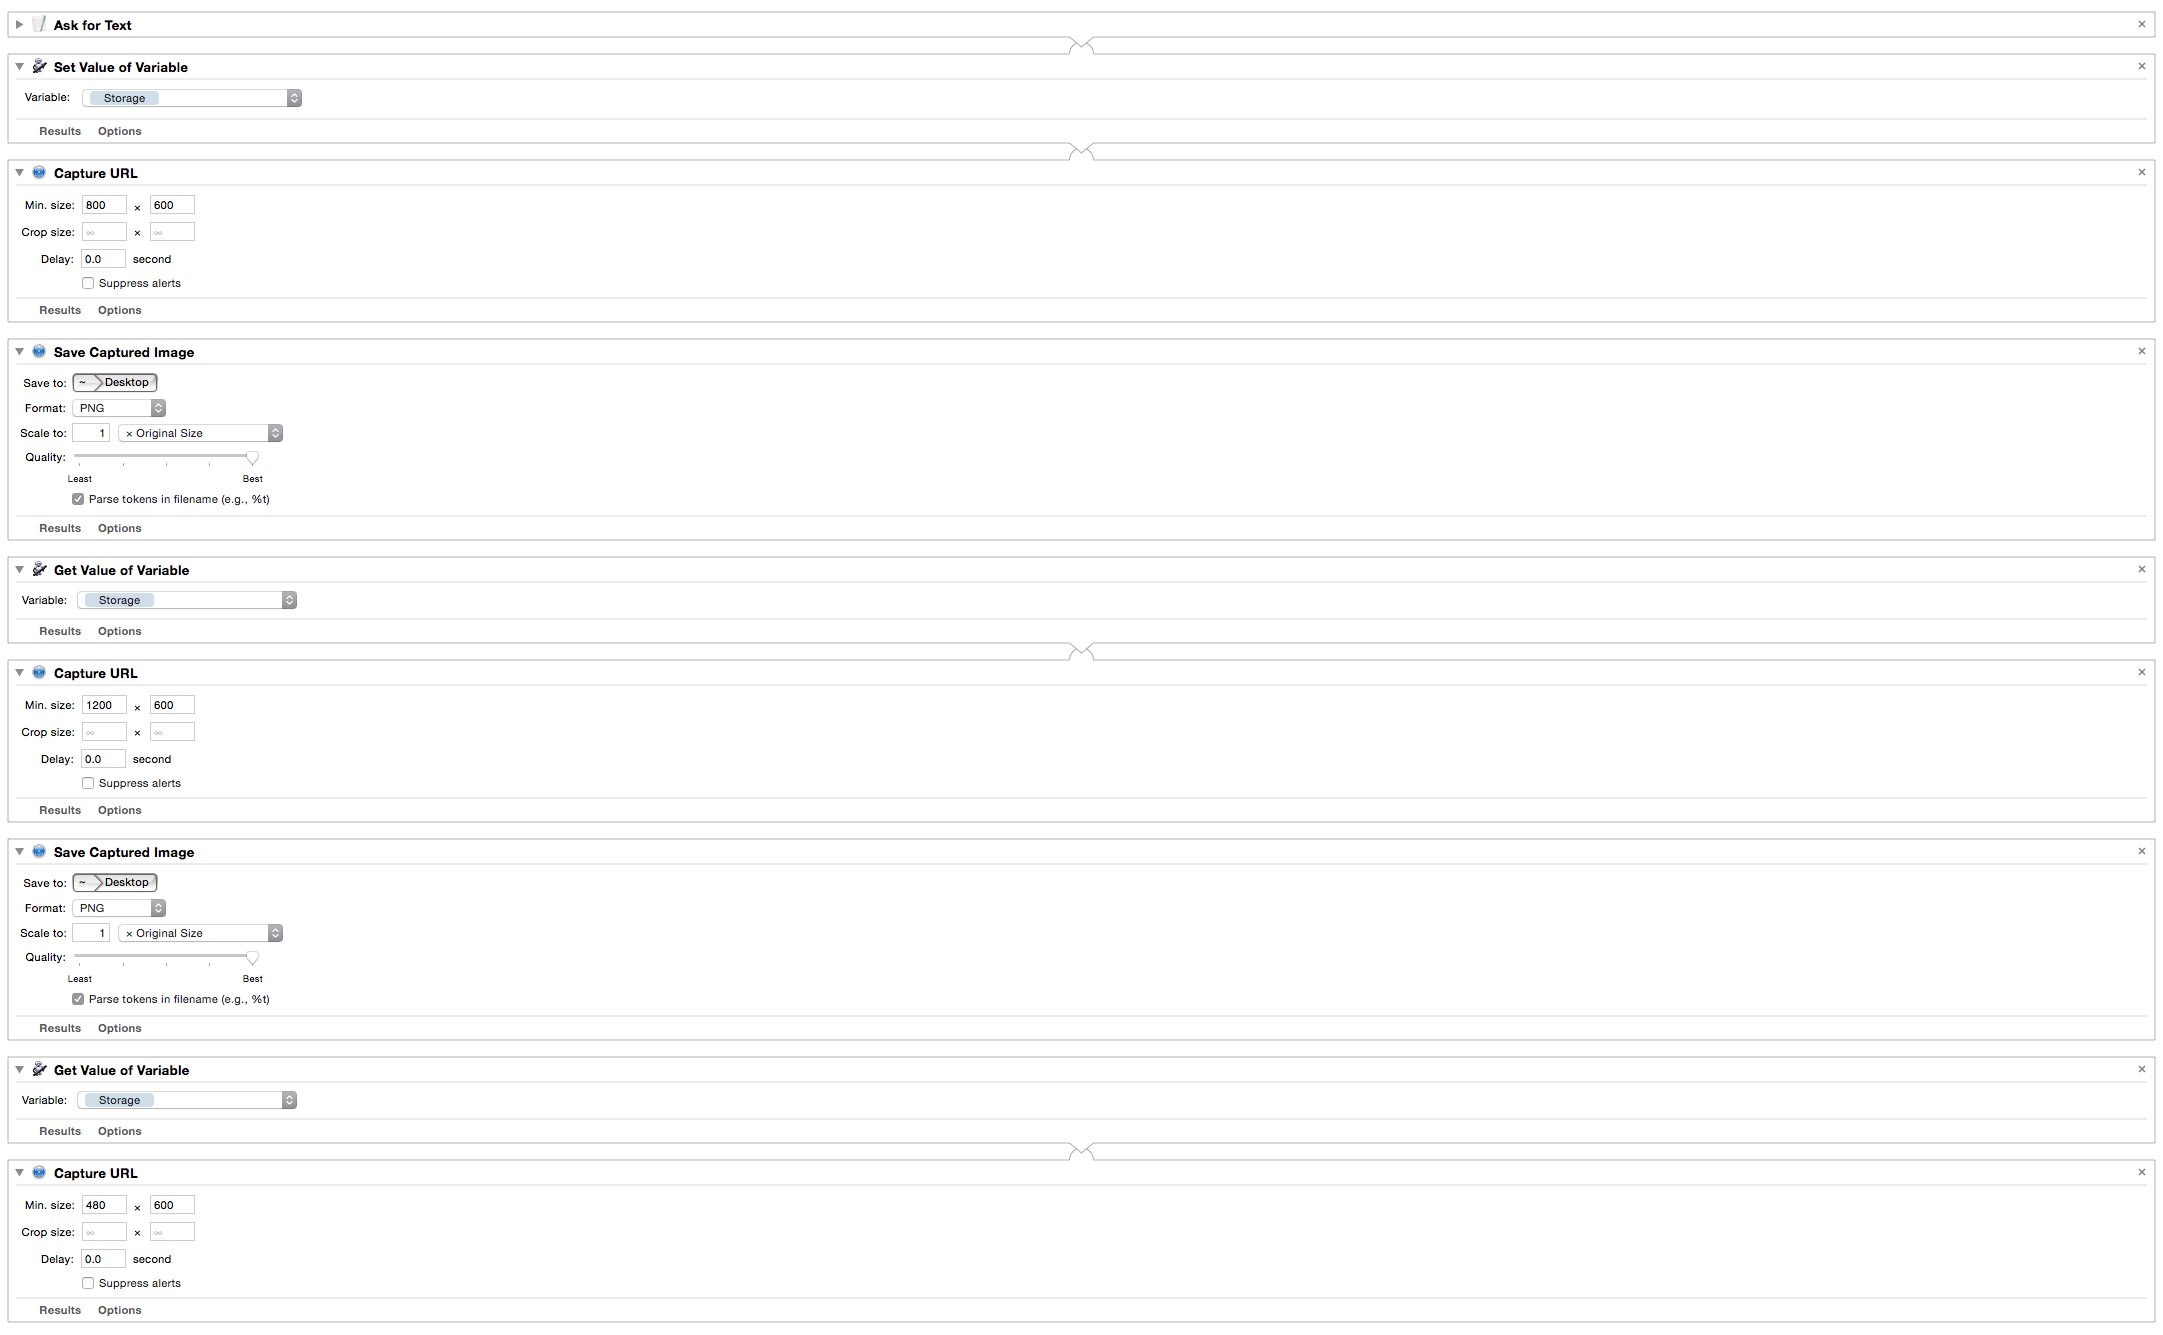 Ask for Text
Set Value of Variable
Variable: Storage
Results Options
Capture URL
Min. size: 800 × 600
Crop size: ∞ × ∞
Delay: 0.0 second
Suppress alerts
Results Options
Save Captured Image
Save to: ~ Desktop
Format: PNG
Scale to: 1 × Original Size
Quality:
Least Best
Parse tokens in filename (e.g., %t)
Results Options
Get Value of Variable
Variable: Storage
Results Options
Capture URL
Min. size: 1200 × 600
Crop size: ∞ × ∞
Delay: 0.0 second
Suppress alerts
Results Options
Save Captured Image
Save to: ~ Desktop
Format: PNG
Scale to: 1 × Original Size
Quality:
Least Best
Parse tokens in filename (e.g., %t)
Results Options
Get Value of Variable
Variable: Storage
Results Options
Capture URL
Min. size: 480 × 600
Crop size: ∞ × ∞
Delay: 0.0 second
Suppress alerts
Results Options